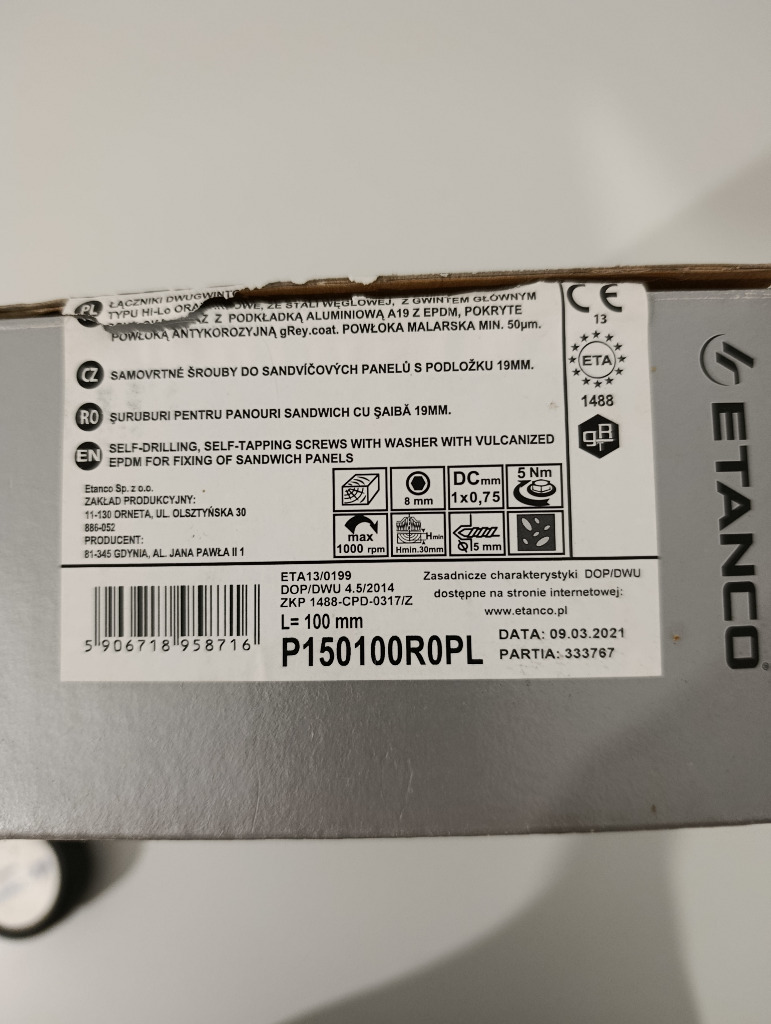 PL ŁĄCZNIKI DWUGWINTO
TYPU Hi-Lo ZE STALI WĘGLOWEJ, Z GWINTEM GŁÓWNYM
Z PODKŁADKĄ ALUMINIOWĄ A19 Z EPDM, POKRYTE
POWŁOKĄ ANTYKOROZYJNĄ gRey.coat. POWŁOKA MALARSKA MIN. 50µm.
CZ SAMOVRTNÉ ŠROUBY DO SANDVÍČOVÝCH PANELŮ S PODLOŽKU 19MM.
RO ŞURUBURI PENTRU PANOURI SANDWICH CU ŞAIBĂ 19MM.
EN SELF-DRILLING, SELF-TAPPING SCREWS WITH WASHER WITH VULCANIZED
EPDM FOR FIXING OF SANDWICH PANELS
CE
13
ETA
1488
Etanco Sp. z o.o.
ZAKŁAD PRODUKCYJNY:
11-130 ORNETA, UL. OLSZTYŃSKA 30
886-052
PRODUCENT:
81-345 GDYNIA, AL. JANA PAWŁA II 1
8 mm
DC mm
1x0,75
5 Nm
max
1000 rpm
Hmin
Hmin.30mm
Ø 5 mm
5 906718 958716
ETA13/0199
DOP/DWU 4.5/2014
ZKP 1488-CPD-0317/Z
L= 100 mm
P150100R0PL
Zasadnicze charakterystyki DOP/DWU
dostępne na stronie internetowej:
www.etanco.pl
DATA: 09.03.2021
PARTIA: 333767
ETANCO®